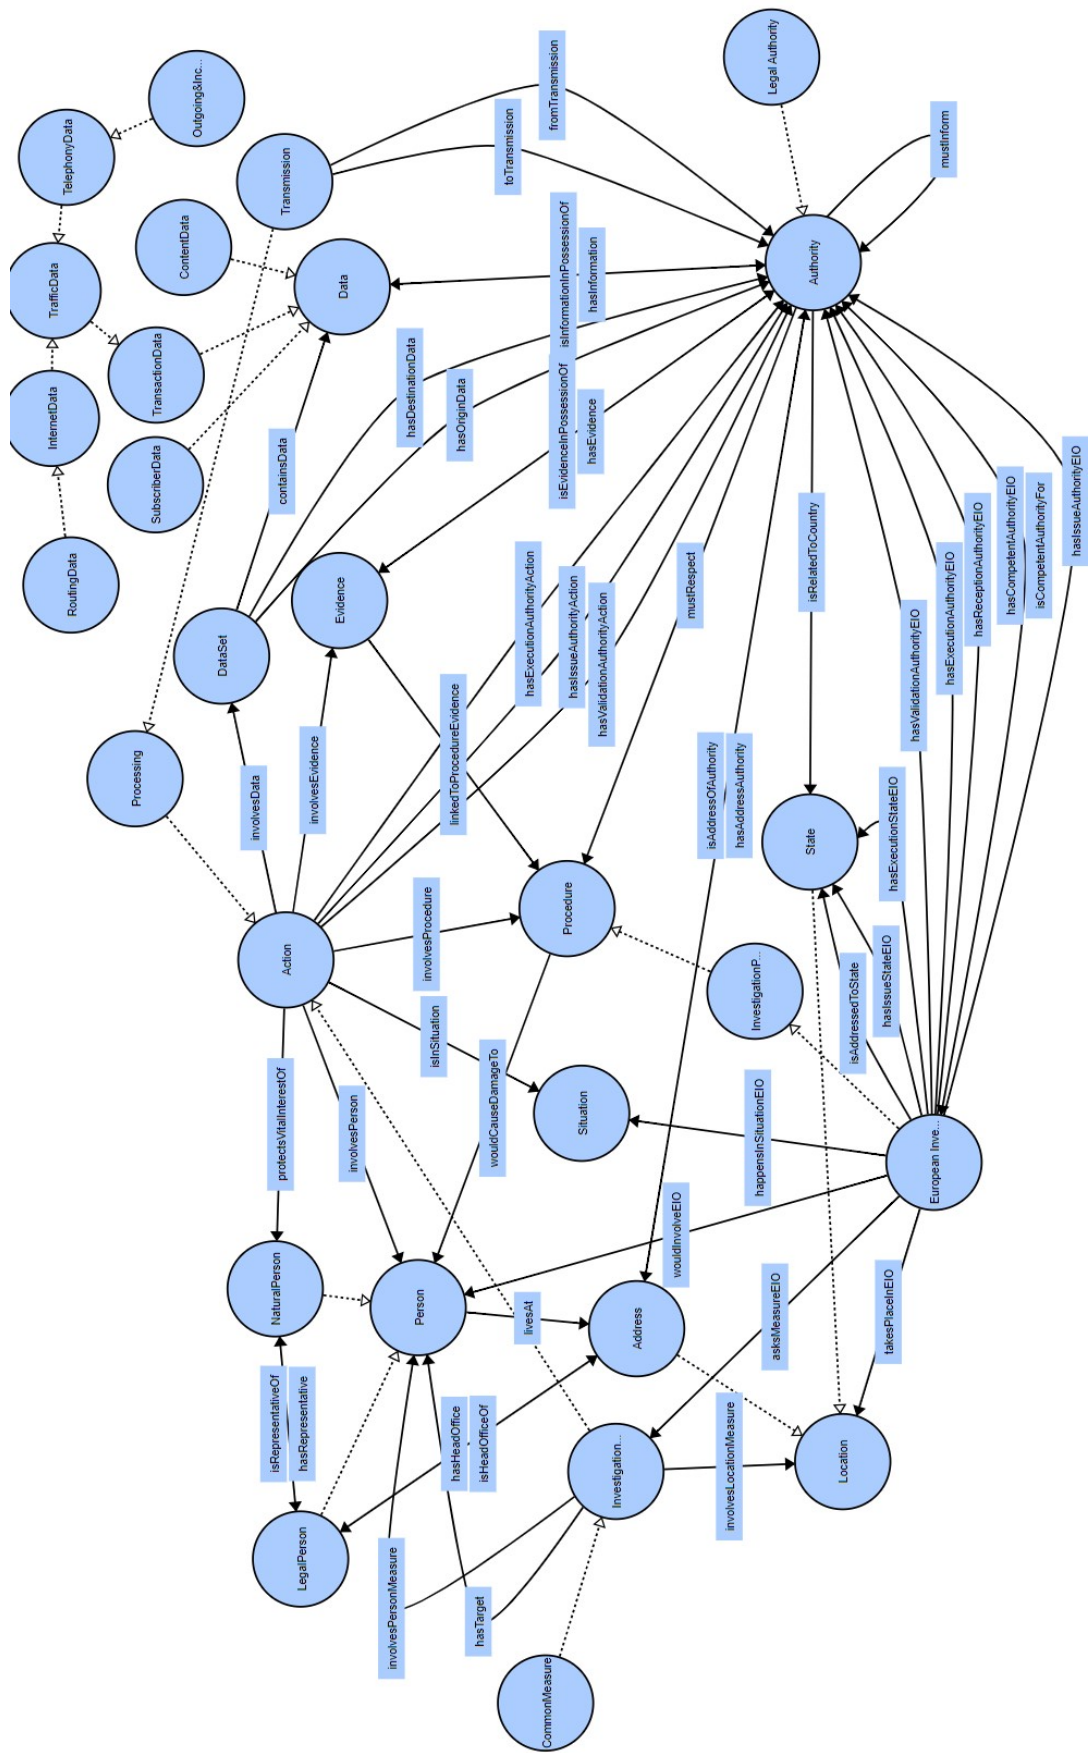 Legal Authority
Outgoing&Inc...
TelephonyData
fromTransmission
toTransmission
mustInform
Transmission
ContentData
TrafficData
Data
Authority
isInformationInPossessionOf
hasInformation
TransactionData
InternetData
hasDestinationData
hasOriginData
SubscriberData
containsData
isEvidenceInPossessionOf
hasEvidence
RoutingData
Evidence
mustRespect
isRelatedToCountry
DataSet
hasExecutionAuthorityAction
hasIssueAuthorityAction
hasValidationAuthorityAction
hasValidationAuthorityEIO
hasExecutionAuthorityEIO
hasReceptionAuthorityEIO
hasCompetentAuthorityEIO
isCompetentAuthorityFor
hasIssueAuthorityEIO
Processing
involvesData
involvesEvidence
linkedToProcedureEvidence
isAddressOfAuthority
hasAddressAuthority
State
hasExecutionStateEIO
Action
involvesProcedure
Procedure
InvestigationP...
isAddressedToState
hasIssueStateEIO
isInSituation
wouldCauseDamageTo
protectsVitalInterestOf
involvesPerson
Situation
happensInSituationEIO
European Inve...
NaturalPerson
Person
wouldInvolveEIO
livesAt
Address
asksMeasureEIO
takesPlaceInEIO
isRepresentativeOf
hasRepresentative
hasHeadOffice
isHeadOfficeOf
Investigation...
involvesLocationMeasure
Location
LegalPerson
involvesPersonMeasure
hasTarget
CommonMeasure